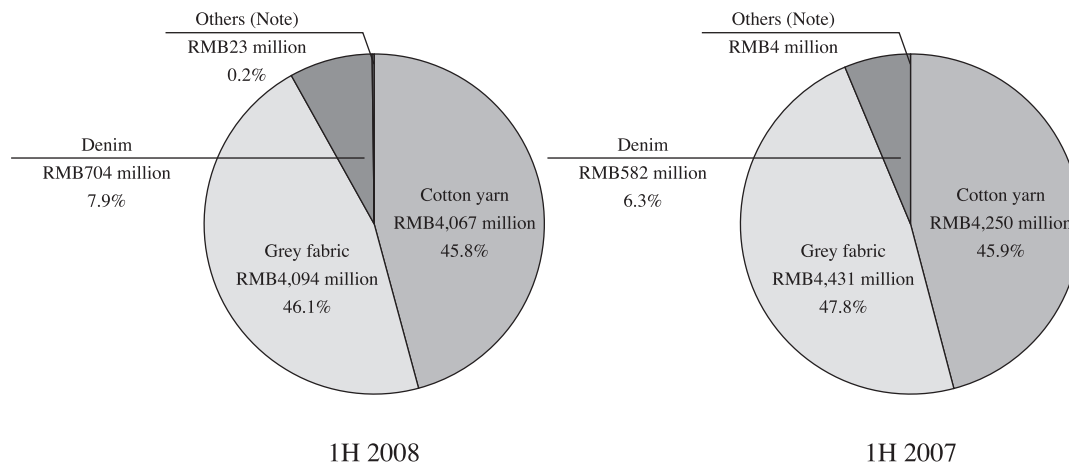 Others (Note)
RMB23 million
0.2%
Denim
RMB704 million
7.9%
Cotton yarn
RMB4,067 million
45.8%
Grey fabric
RMB4,094 million
46.1%
1H 2008
Others (Note)
RMB4 million
Denim
RMB582 million
6.3%
Cotton yarn
RMB4,250 million
45.9%
Grey fabric
RMB4,431 million
47.8%
1H 2007